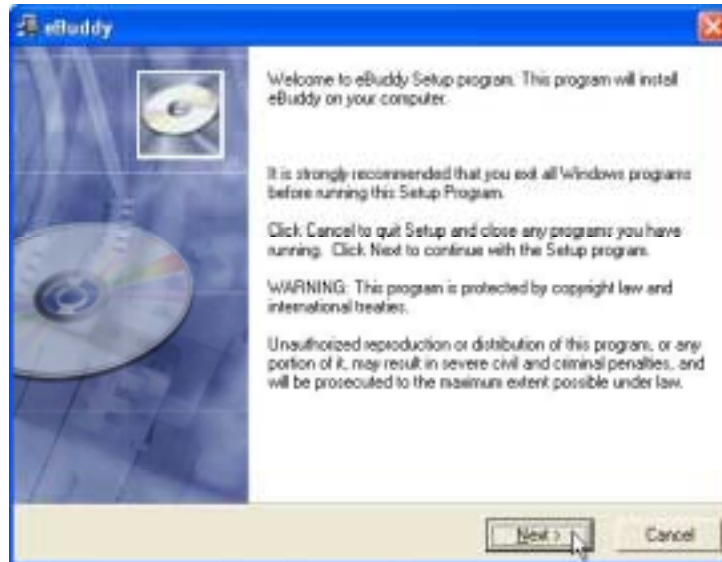 eBuddy
Welcome to eBuddy Setup program. This program will install
eBuddy on your computer.
It is strongly recommended that you exit all Windows programs
before running this Setup Program.
Click Cancel to quit Setup and close any programs you have
running. Click Next to continue with the Setup program.
WARNING: This program is protected by copyright law and
international treaties.
Unauthorized reproduction or distribution of this program, or any
portion of it, may result in severe civil and criminal penalties, and
will be prosecuted to the maximum extent possible under law.
Next >
Cancel